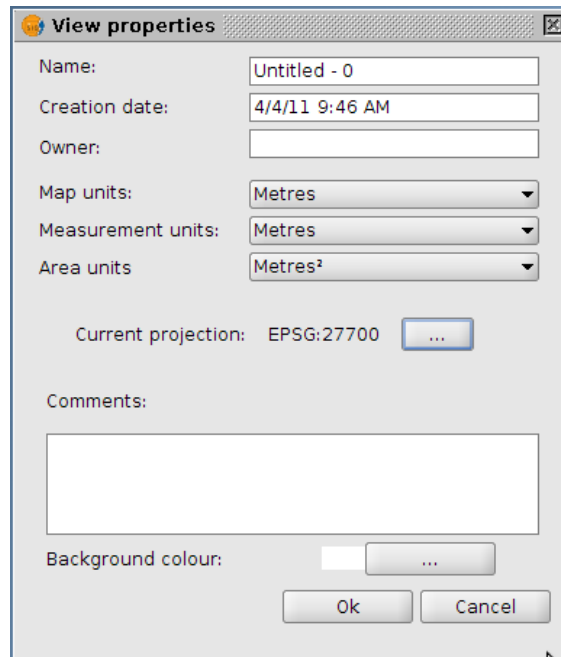 View properties
Name: Untitled - 0
Creation date: 4/4/11 9:46 AM
Owner:
Map units: Metres
Measurement units: Metres
Area units Metres²
Current projection: EPSG:27700 ...
Comments:
Background colour: ...
Ok Cancel